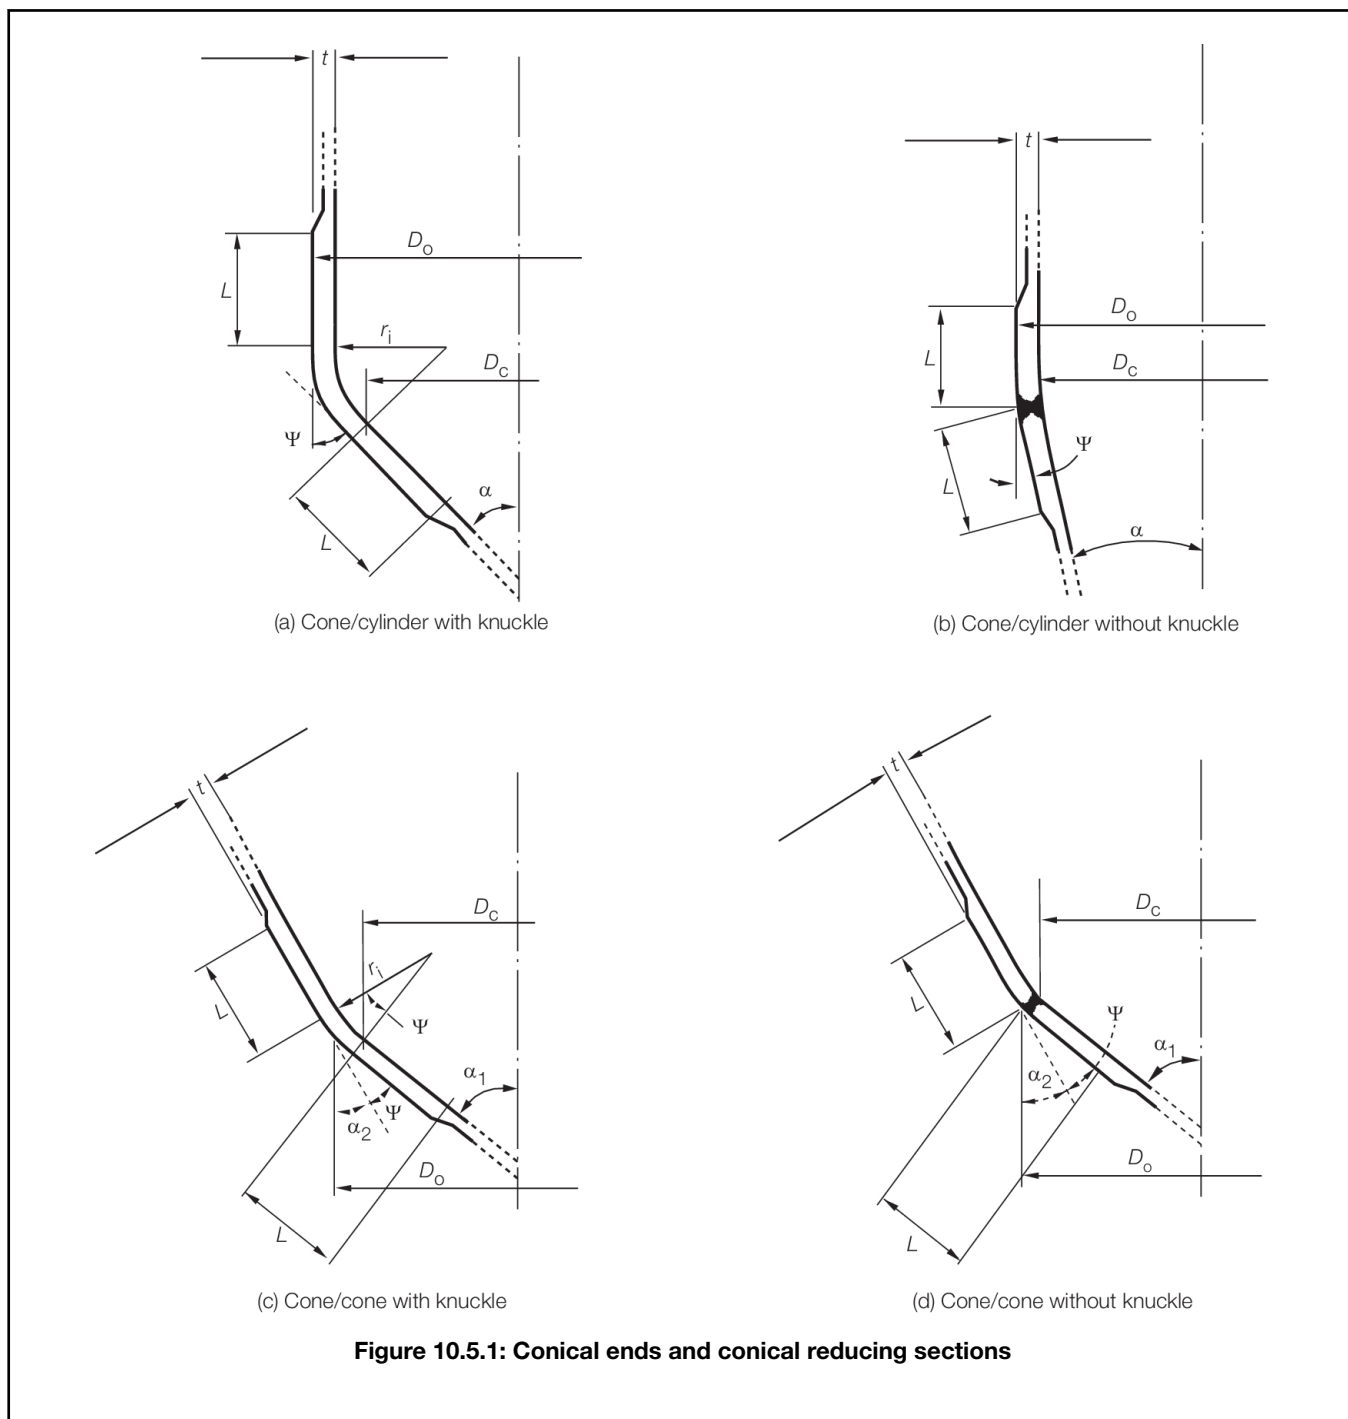 t
D_o
L
r_i
D_c
Ψ
α
L
(a) Cone/cylinder with knuckle
t
D_o
L
D_c
Ψ
L
α
(b) Cone/cylinder without knuckle
t
D_c
r_i
L
Ψ
α_1
Ψ
α_2
D_o
L
(c) Cone/cone with knuckle
t
D_c
L
Ψ
α_1
α_2
D_o
L
(d) Cone/cone without knuckle
Figure 10.5.1: Conical ends and conical reducing sections